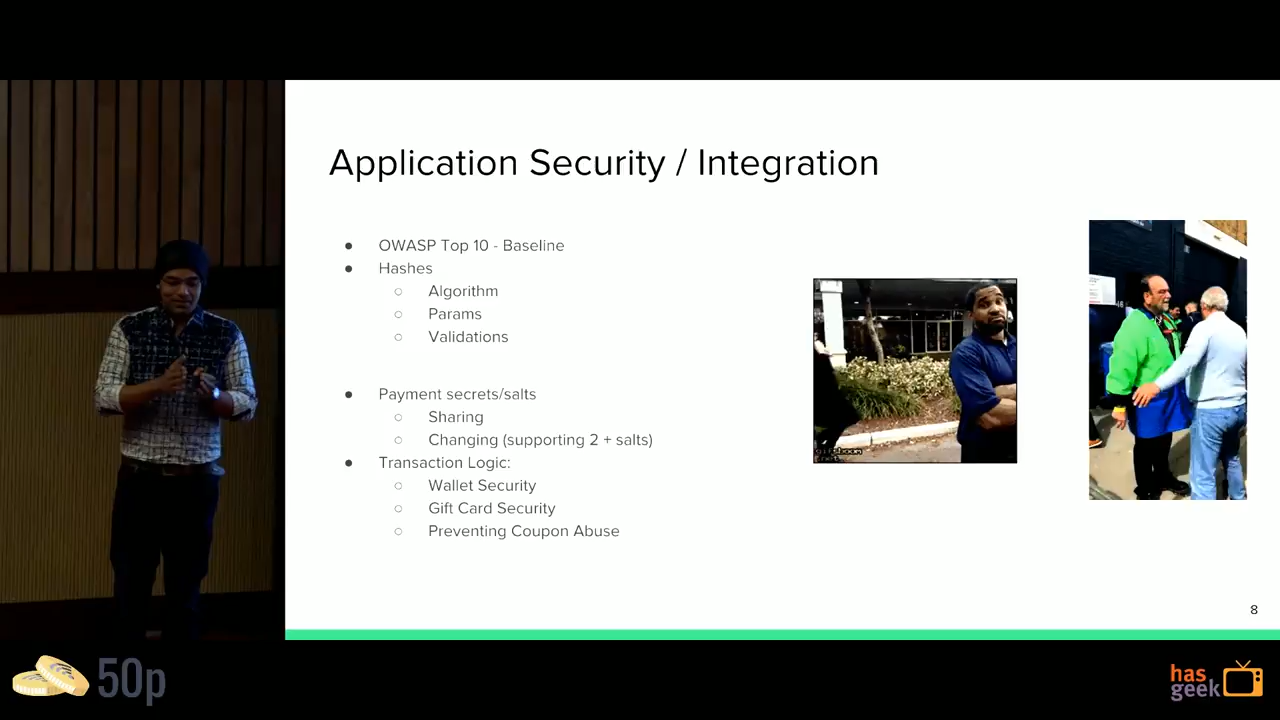 Application Security / Integration
● OWASP Top 10 - Baseline
● Hashes
○ Algorithm
○ Params
○ Validations
● Payment secrets/salts
○ Sharing
○ Changing (supporting 2 + salts)
● Transaction Logic:
○ Wallet Security
○ Gift Card Security
○ Preventing Coupon Abuse
8
50p
has
geek